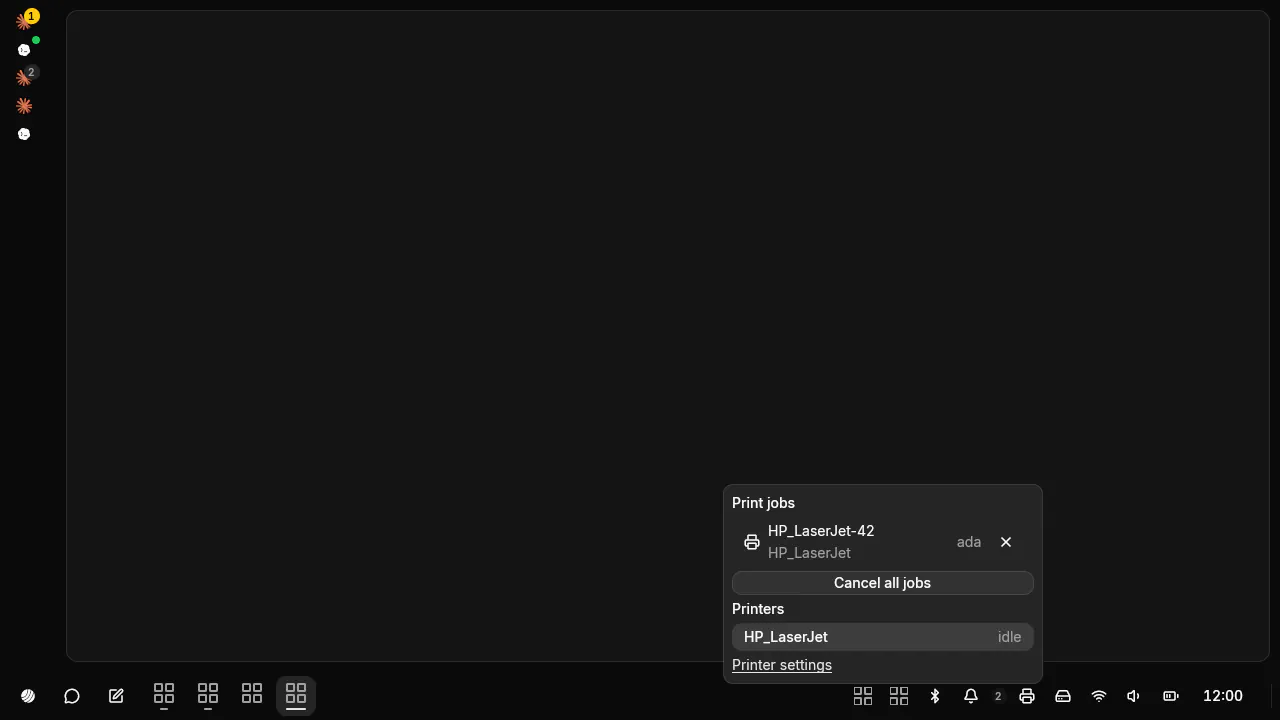 1
2
Print jobs
HP_LaserJet-42
HP_LaserJet
ada
Cancel all jobs
Printers
HP_LaserJet idle
Printer settings
2
12:00